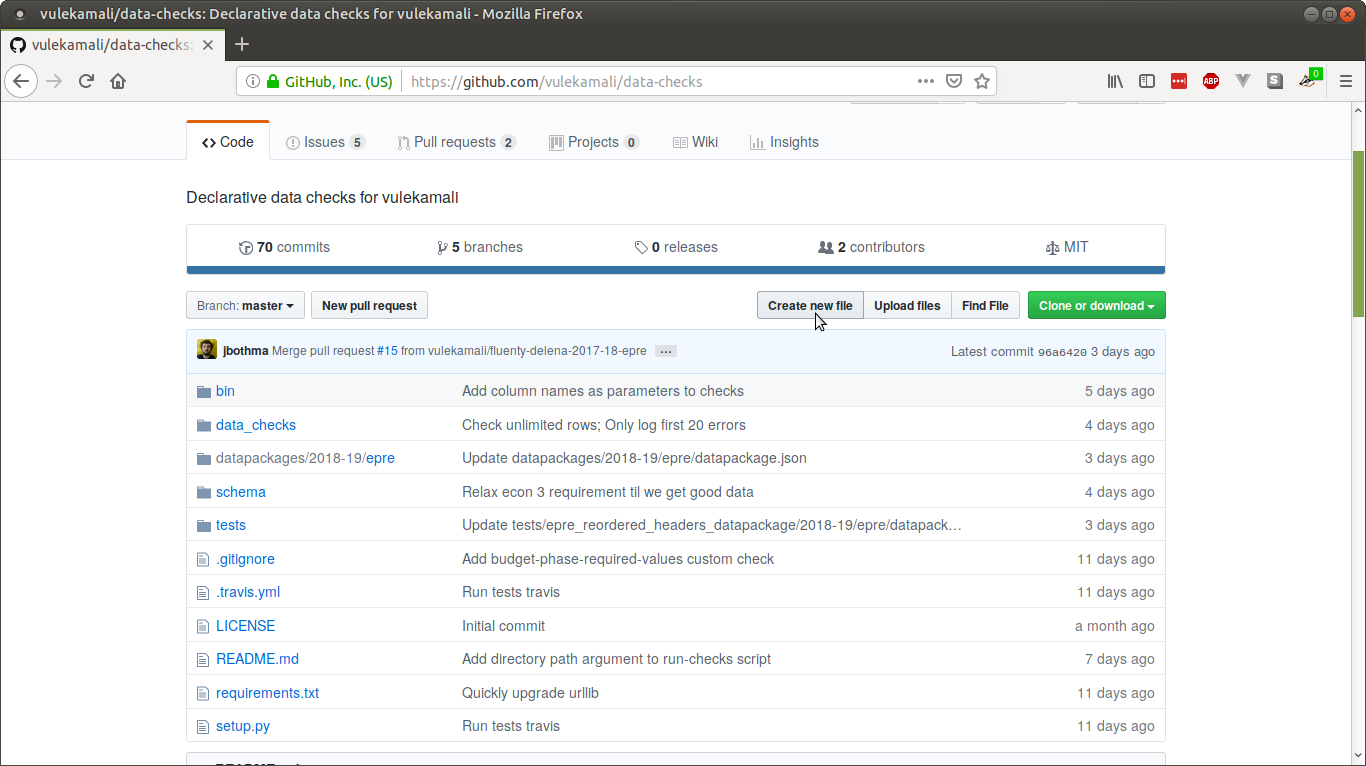 vulekamali/data-checks: Declarative data checks for vulekamali - Mozilla Firefox
vulekamali/data-checks:
GitHub, Inc. (US) https://github.com/vulekamali/data-checks ABP S 0
Code Issues 5 Pull requests 2 Projects 0 Wiki Insights
Declarative data checks for vulekamali
70 commits 5 branches 0 releases 2 contributors MIT
Branch: master New pull request Create new file Upload files Find File Clone or download
jbothma Merge pull request #15 from vulekamali/fluenty-delena-2017-18-epre … Latest commit 96a6420 3 days ago
bin Add column names as parameters to checks 5 days ago
data_checks Check unlimited rows; Only log first 20 errors 4 days ago
datapackages/2018-19/epre Update datapackages/2018-19/epre/datapackage.json 3 days ago
schema Relax econ 3 requirement til we get good data 4 days ago
tests Update tests/epre_reordered_headers_datapackage/2018-19/epre/datapack… 3 days ago
.gitignore Add budget-phase-required-values custom check 11 days ago
.travis.yml Run tests travis 11 days ago
LICENSE Initial commit a month ago
README.md Add directory path argument to run-checks script 7 days ago
requirements.txt Quickly upgrade urllib 11 days ago
setup.py Run tests travis 11 days ago